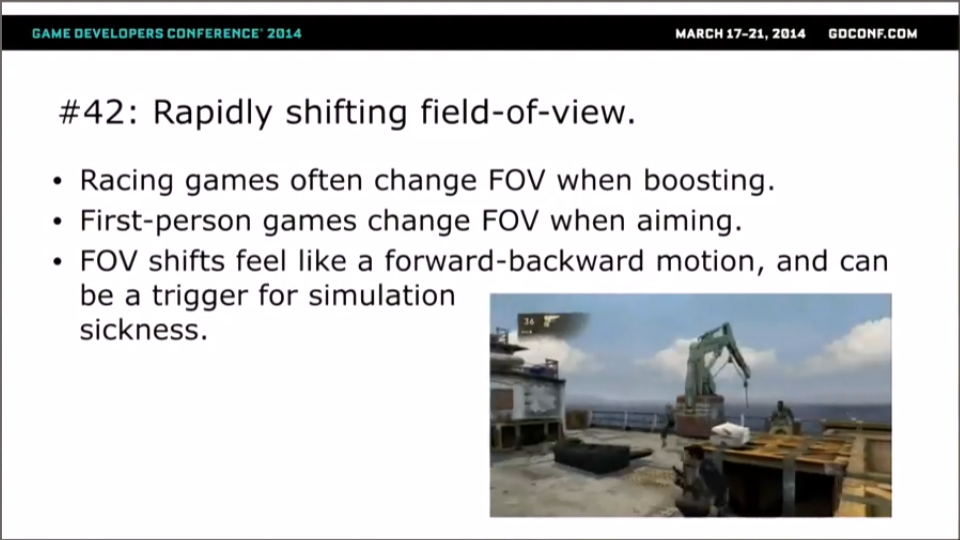 GAME DEVELOPERS CONFERENCE® 2014
MARCH 17-21, 2014 GDCONF.COM
#42: Rapidly shifting field-of-view.
• Racing games often change FOV when boosting.
• First-person games change FOV when aiming.
• FOV shifts feel like a forward-backward motion, and can
be a trigger for simulation
sickness.
36